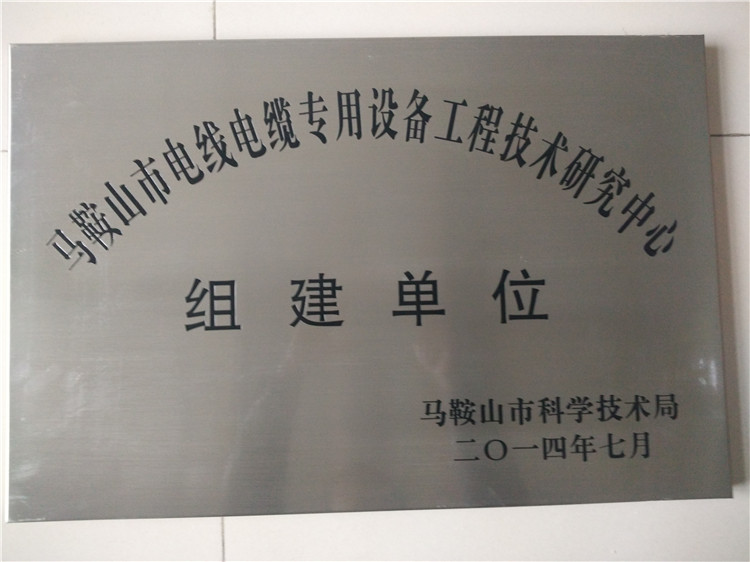 马鞍山市电线电缆专用设备工程技术研究中心
组建单位
马鞍山市科学技术局
二〇一四年七月